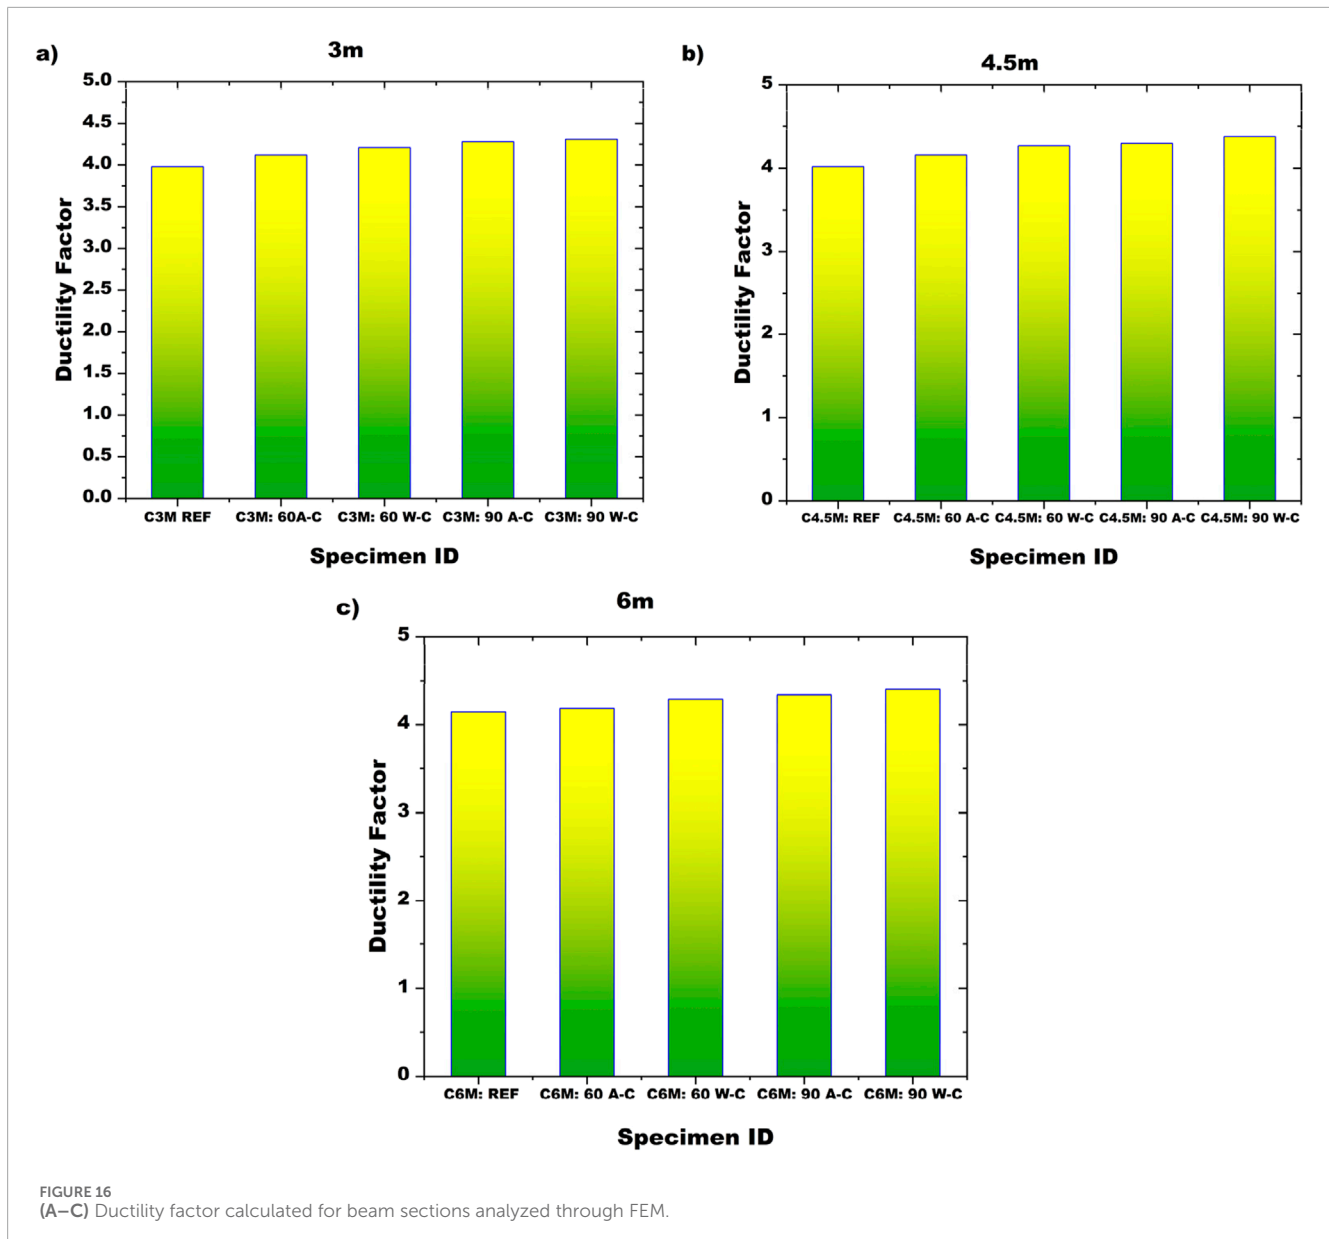 a)
3m
5.0
4.5
4.0
3.5
3.0
2.5
2.0
1.5
1.0
0.5
0.0
Ductility Factor
C3M REF C3M: 60A-C C3M: 60 W-C C3M: 90 A-C C3M: 90 W-C
Specimen ID
b)
4.5m
5
4
3
2
1
0
Ductility Factor
C4.5M: REF C4.5M: 60 A-C C4.5M: 60 W-C C4.5M: 90 A-C C4.5M: 90 W-C
Specimen ID
c)
6m
5
4
3
2
1
0
Ductility Factor
C6M: REF C6M: 60 A-C C6M: 60 W-C C6M: 90 A-C C6M: 90 W-C
Specimen ID
FIGURE 16
(A–C) Ductility factor calculated for beam sections analyzed through FEM.